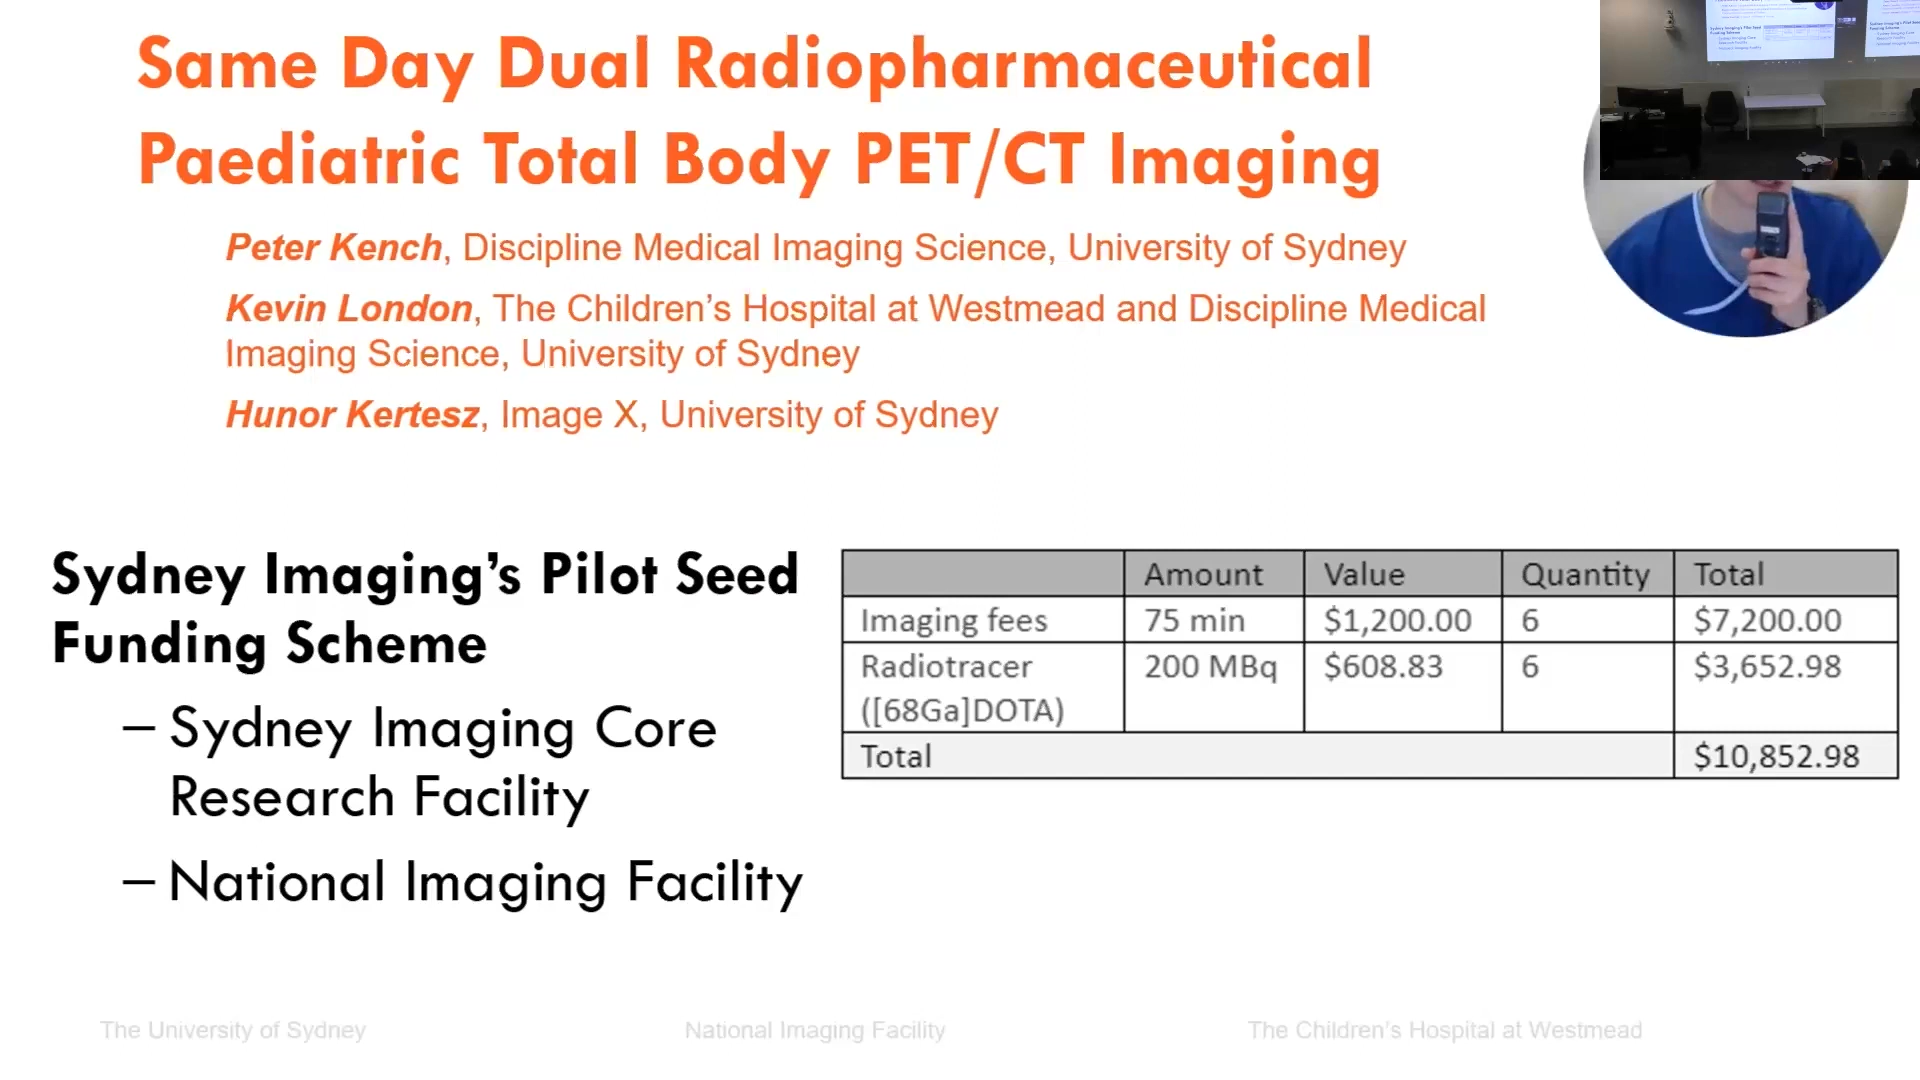 Same Day Dual Radiopharmaceutical
Paediatric Total Body PET/CT Imaging
Peter Kench, Discipline Medical Imaging Science, University of Sydney
Kevin London, The Children’s Hospital at Westmead and Discipline Medical
Imaging Science, University of Sydney
Hunor Kertesz, Image X, University of Sydney
Sydney Imaging’s Pilot Seed
Funding Scheme
– Sydney Imaging Core
Research Facility
– National Imaging Facility
Amount Value Quantity Total
Imaging fees 75 min $1,200.00 6 $7,200.00
Radiotracer 200 MBq $608.83 6 $3,652.98
([68Ga]DOTA)
Total $10,852.98
The University of Sydney National Imaging Facility The Children’s Hospital at Westmead